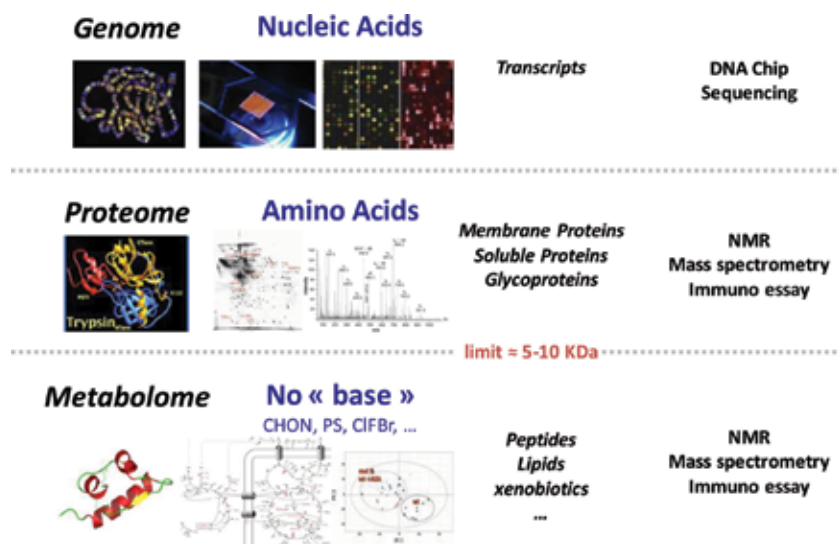 Genome
Nucleic Acids
Transcripts
DNA Chip
Sequencing
Proteome
Amino Acids
Membrane Proteins
Soluble Proteins
Glycoproteins
NMR
Mass spectrometry
Immuno essay
Trypsin
limit ≈ 5-10 KDa
Metabolome
No « base »
CHON, PS, ClFBr, ...
Peptides
Lipids
xenobiotics
...
NMR
Mass spectrometry
Immuno essay